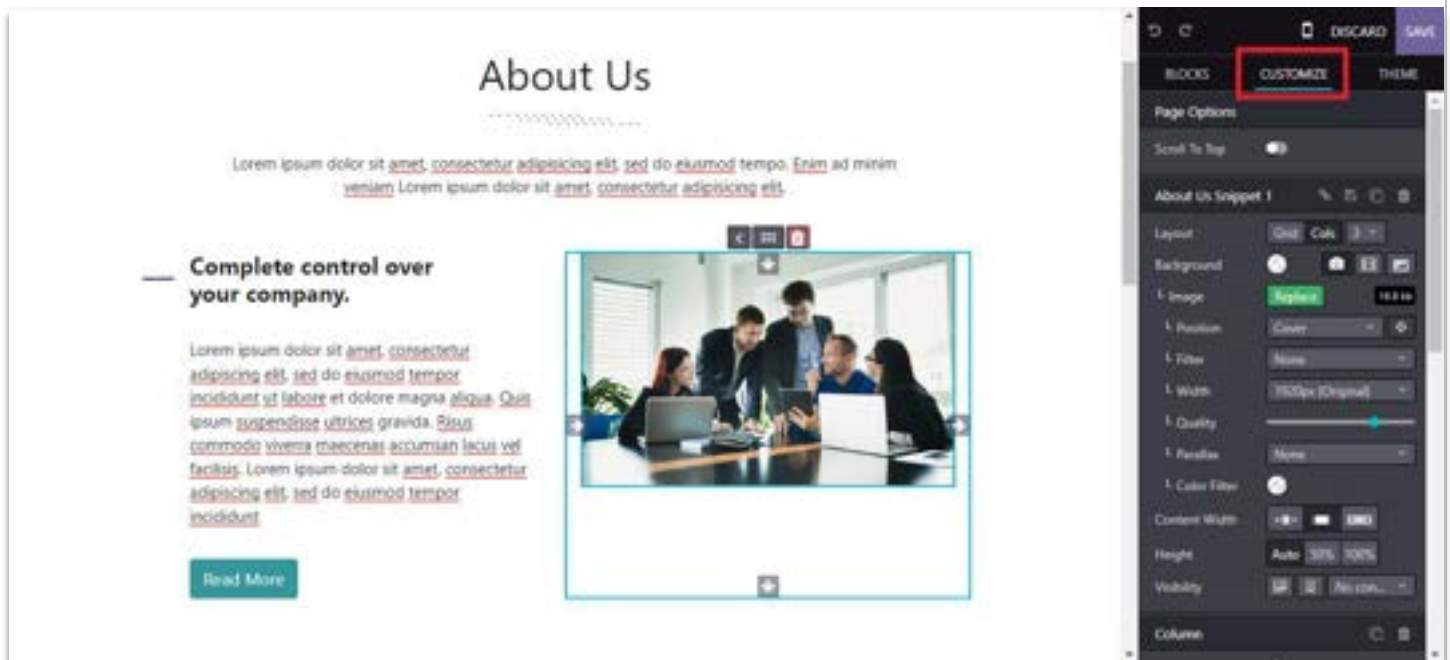 About Us
Lorem ipsum dolor sit amet, consectetur adipisicing elit, sed do eiusmod tempo. Enim ad minim
veniam Lorem ipsum dolor sit amet, consectetur adipisicing elit.
Complete control over
your company.
Lorem ipsum dolor sit amet, consectetur
adipiscing elit, sed do eiusmod tempor
incididunt ut labore et dolore magna aliqua. Quis
ipsum suspendisse ultrices gravida. Risus
commodo viverra maecenas accumsan lacus vel
facilisis. Lorem ipsum dolor sit amet, consectetur
adipiscing elit, sed do eiusmod tempor
incididunt
Read More
DISCARD SAVE
BLOCKS CUSTOMIZE THEME
Page Options
Scroll To Top
About Us Snippet 1
Layout Grid Cols 3
Background
Image Replace kb
Position Cover
Filter None
Width 1920px (Original)
Quality
Parallax None
Color Filter
Content Width
Height Auto 50% 100%
Visibility No con...
Column